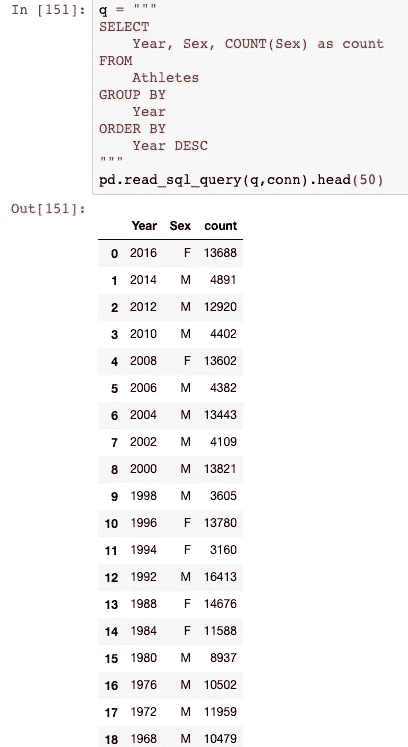 In [151]: q = """
SELECT
Year, Sex, COUNT(Sex) as count
FROM
Athletes
GROUP BY
Year
ORDER BY
Year DESC
"""
pd.read_sql_query(q,conn).head(50)
Out[151]:
Year Sex count
0 2016 F 13688
1 2014 M 4891
2 2012 M 12920
3 2010 M 4402
4 2008 F 13602
5 2006 M 4382
6 2004 M 13443
7 2002 M 4109
8 2000 M 13821
9 1998 M 3605
10 1996 F 13780
11 1994 F 3160
12 1992 M 16413
13 1988 F 14676
14 1984 F 11588
15 1980 M 8937
16 1976 M 10502
17 1972 M 11959
18 1968 M 10479